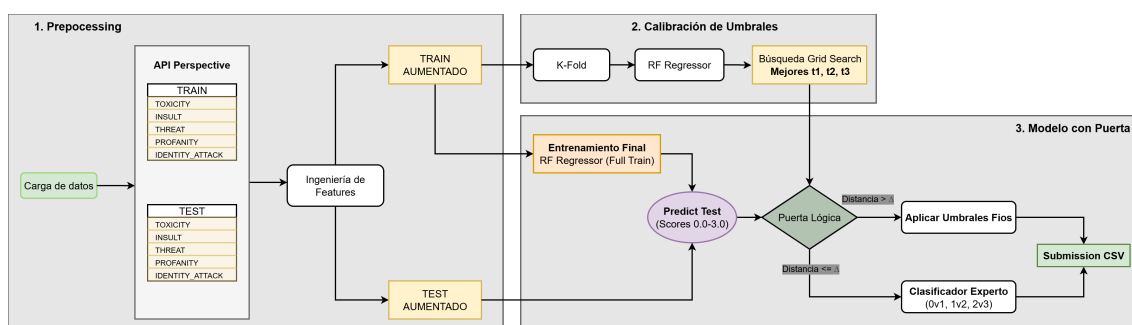 1. Prepocessing
API Perspective
TRAIN
TOXICITY
INSULT
THREAT
PROFANITY
IDENTITY_ATTACK
TEST
TOXICITY
INSULT
THREAT
PROFANITY
IDENTITY_ATTACK
Carga de datos
Ingeniería de
Features
TRAIN
AUMENTADO
TEST
AUMENTADO
2. Calibración de Umbrales
K-Fold
RF Regressor
Búsqueda Grid Search
Mejores t1, t2, t3
3. Modelo con Puerta
Entrenamiento Final
RF Regressor (Full Train)
Predict Test
(Scores 0.0-3.0)
Puerta Lógica
Distancia > Δ
Aplicar Umbrales Fios
Distancia <= Δ
Clasificador Experto
(0v1, 1v2, 2v3)
Submission CSV